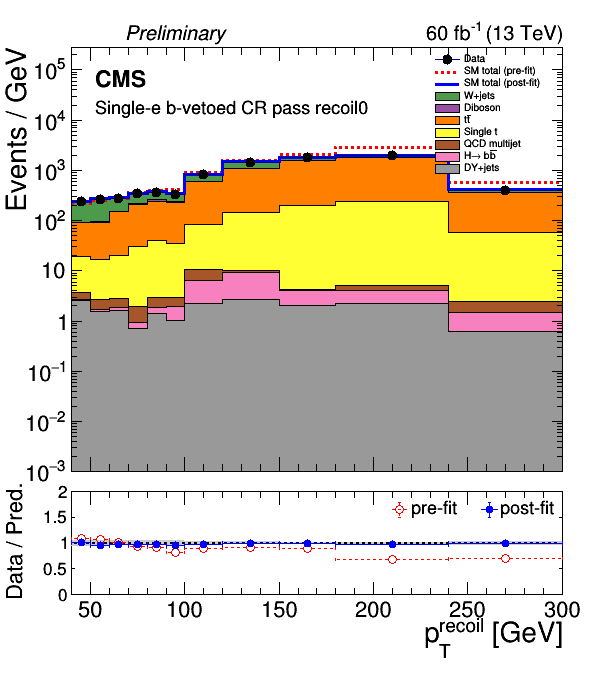 Preliminary
60 fb⁻¹ (13 TeV)
Events / GeV
10⁵
10⁴
10³
10²
10
1
10⁻¹
10⁻²
10⁻³
CMS
Single-e b-vetoed CR pass recoil0
Data
SM total (pre-fit)
SM total (post-fit)
W+jets
Diboson
tt̅
Single t
QCD multijet
H→ bb̅
DY+jets
Data / Pred.
2
1.5
1
0.5
0
pre-fit
post-fit
50 100 150 200 250 300
p_T^recoil [GeV]